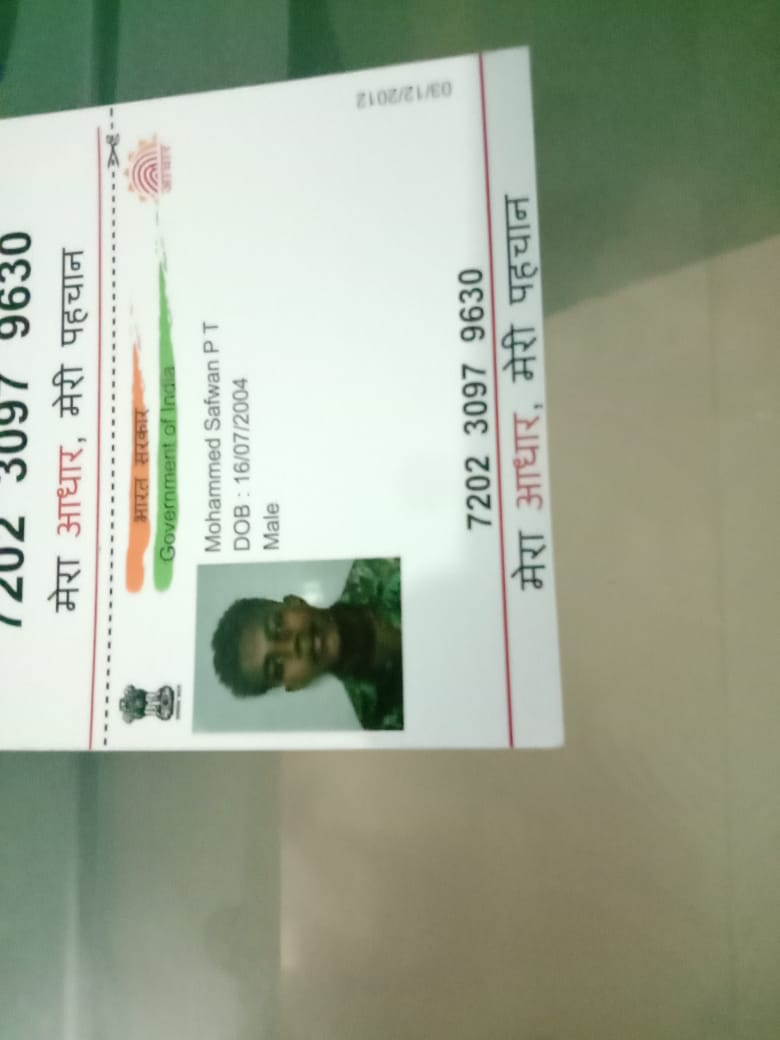 7202 3097 9630
मेरा आधार, मेरी पहचान
भारत सरकार
Government of India
आधार
Mohammed Safwan P T
DOB : 16/07/2004
Male
03/12/2012
7202 3097 9630
मेरा आधार, मेरी पहचान